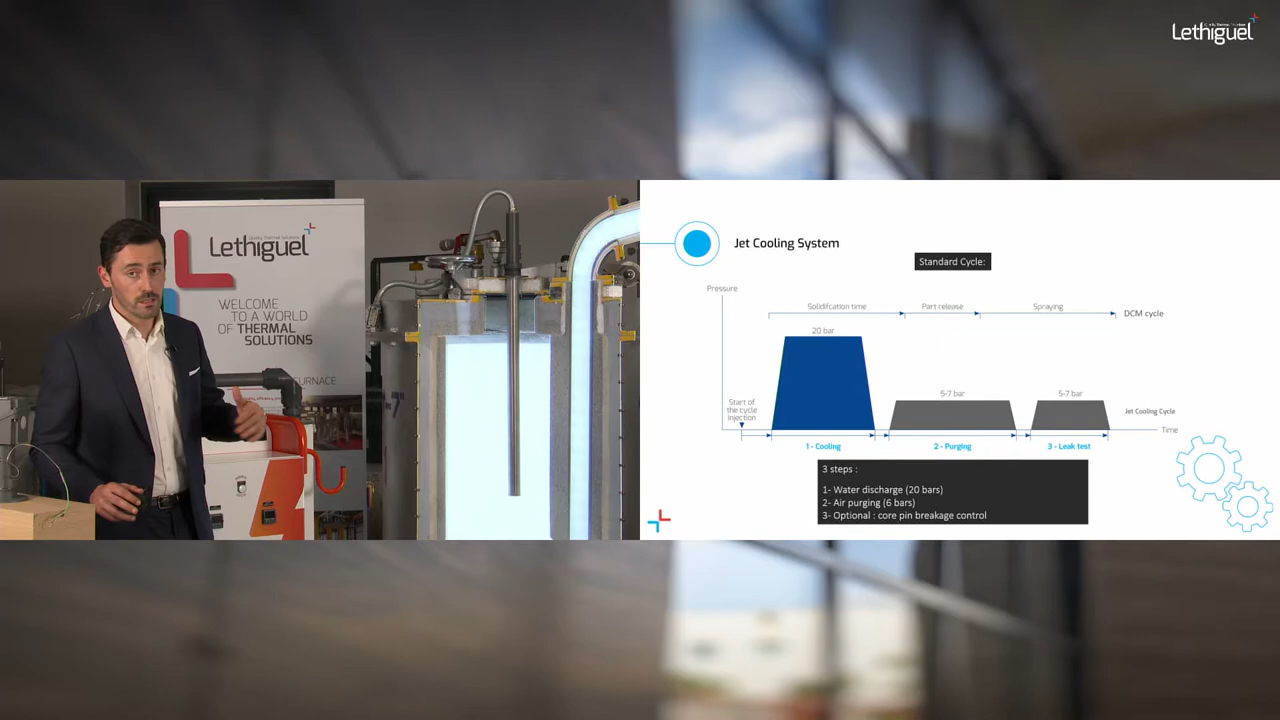 Lethiguel
Quality Thermal Solutions
Lethiguel
WELCOME
TO A WORLD
OF THERMAL
SOLUTIONS
FURNACE
Jet Cooling System
Standard Cycle:
Pressure
Solidifcation time
Part release
Spraying
DCM cycle
20 bar
5-7 bar
5-7 bar
Start of
the cycle
injection
Jet Cooling Cycle
Time
1 - Cooling
2 - Purging
3 - Leak test
3 steps :
1- Water discharge (20 bars)
2- Air purging (6 bars)
3- Optional : core pin breakage control